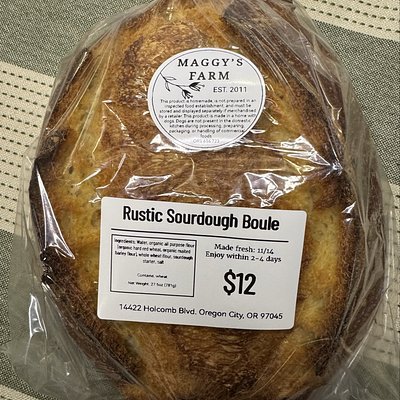 MAGGY'S
FARM
EST. 2011
This product is homemade, is not prepared in an
inspected food establishment, and must be
stored and displayed separately if merchandised
by a retailer. This product is made in a home with
dogs. Dogs are not present in the domestic
kitchen during processing, preparing,
packaging, or handling of commercial
foods.
Rustic Sourdough Boule
Ingredients: Water, organic all purpose flour
(organic hard red wheat, organic malted
barley flour), whole wheat flour, sourdough
starter, salt
Contains: wheat
Net Weight: 27.5oz (781g)
Made fresh: 11/14
Enjoy within 2-4 days
$12
14422 Holcomb Blvd. Oregon City, OR 97045